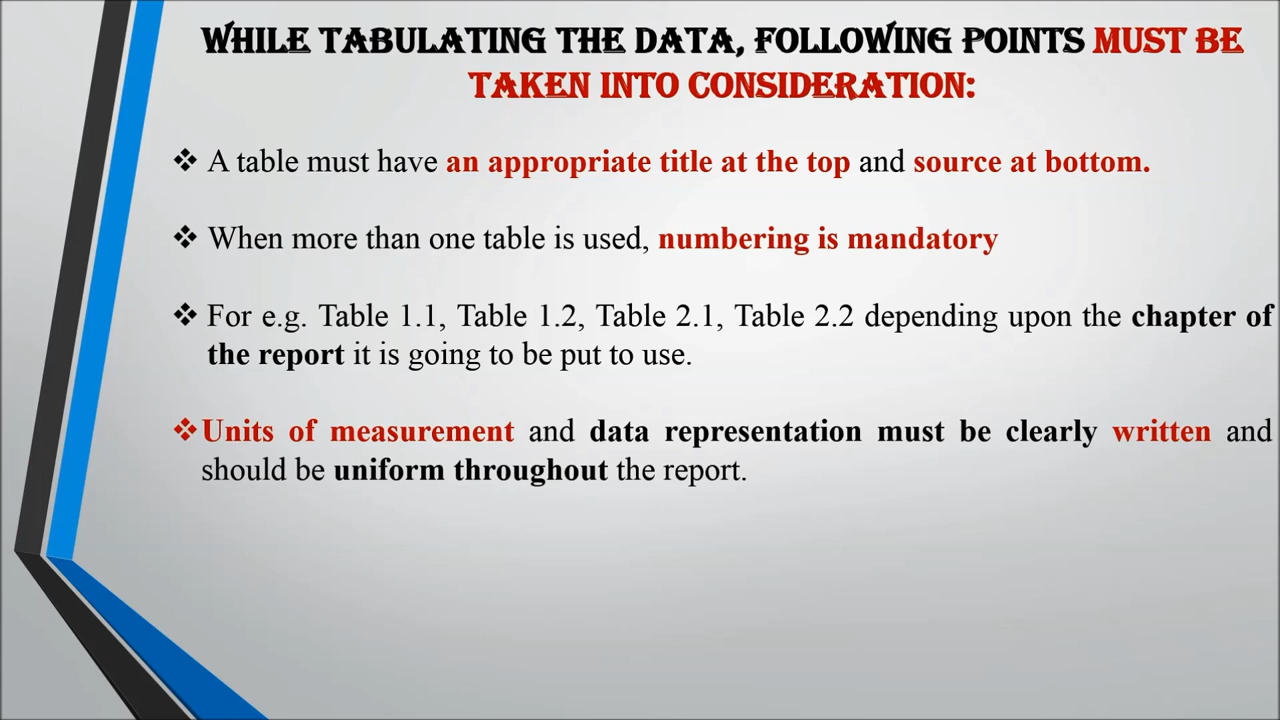 WHILE TABULATING THE DATA, FOLLOWING POINTS MUST BE
TAKEN INTO CONSIDERATION:
❖ A table must have an appropriate title at the top and source at bottom.
❖ When more than one table is used, numbering is mandatory
❖ For e.g. Table 1.1, Table 1.2, Table 2.1, Table 2.2 depending upon the chapter of
the report it is going to be put to use.
❖ Units of measurement and data representation must be clearly written and
should be uniform throughout the report.